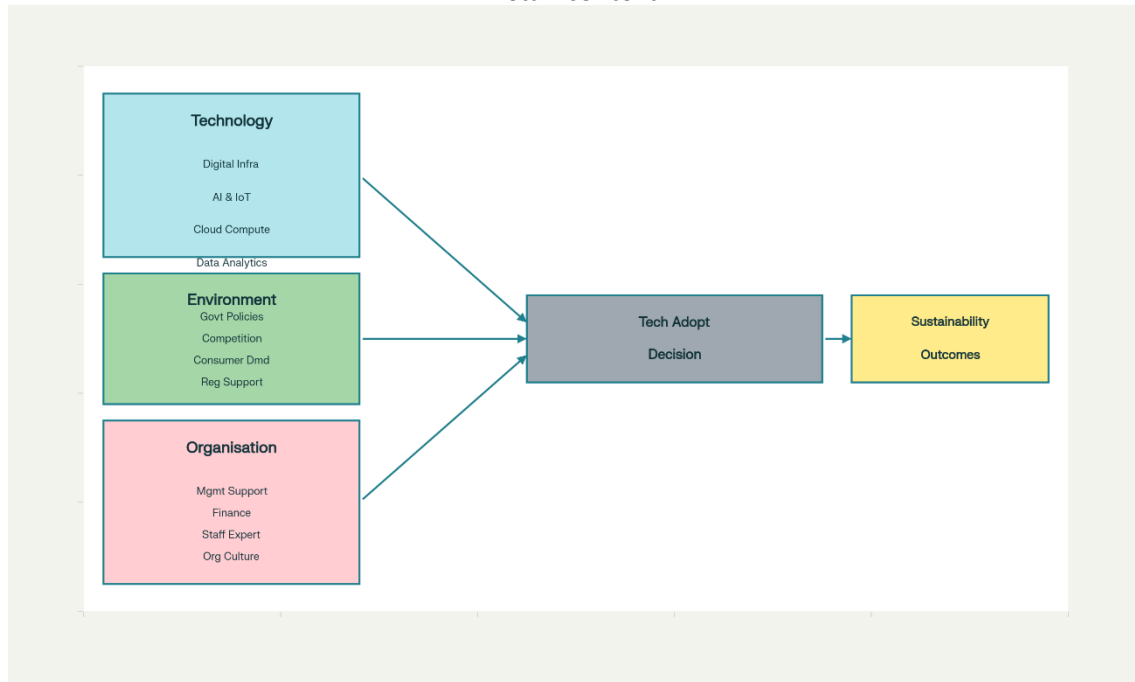 Technology
Digital Infra
AI & IoT
Cloud Compute
Data Analytics
Environment
Govt Policies
Competition
Consumer Dmd
Reg Support
Organisation
Mgmt Support
Finance
Staff Expert
Org Culture
Tech Adopt
Decision
Sustainability
Outcomes